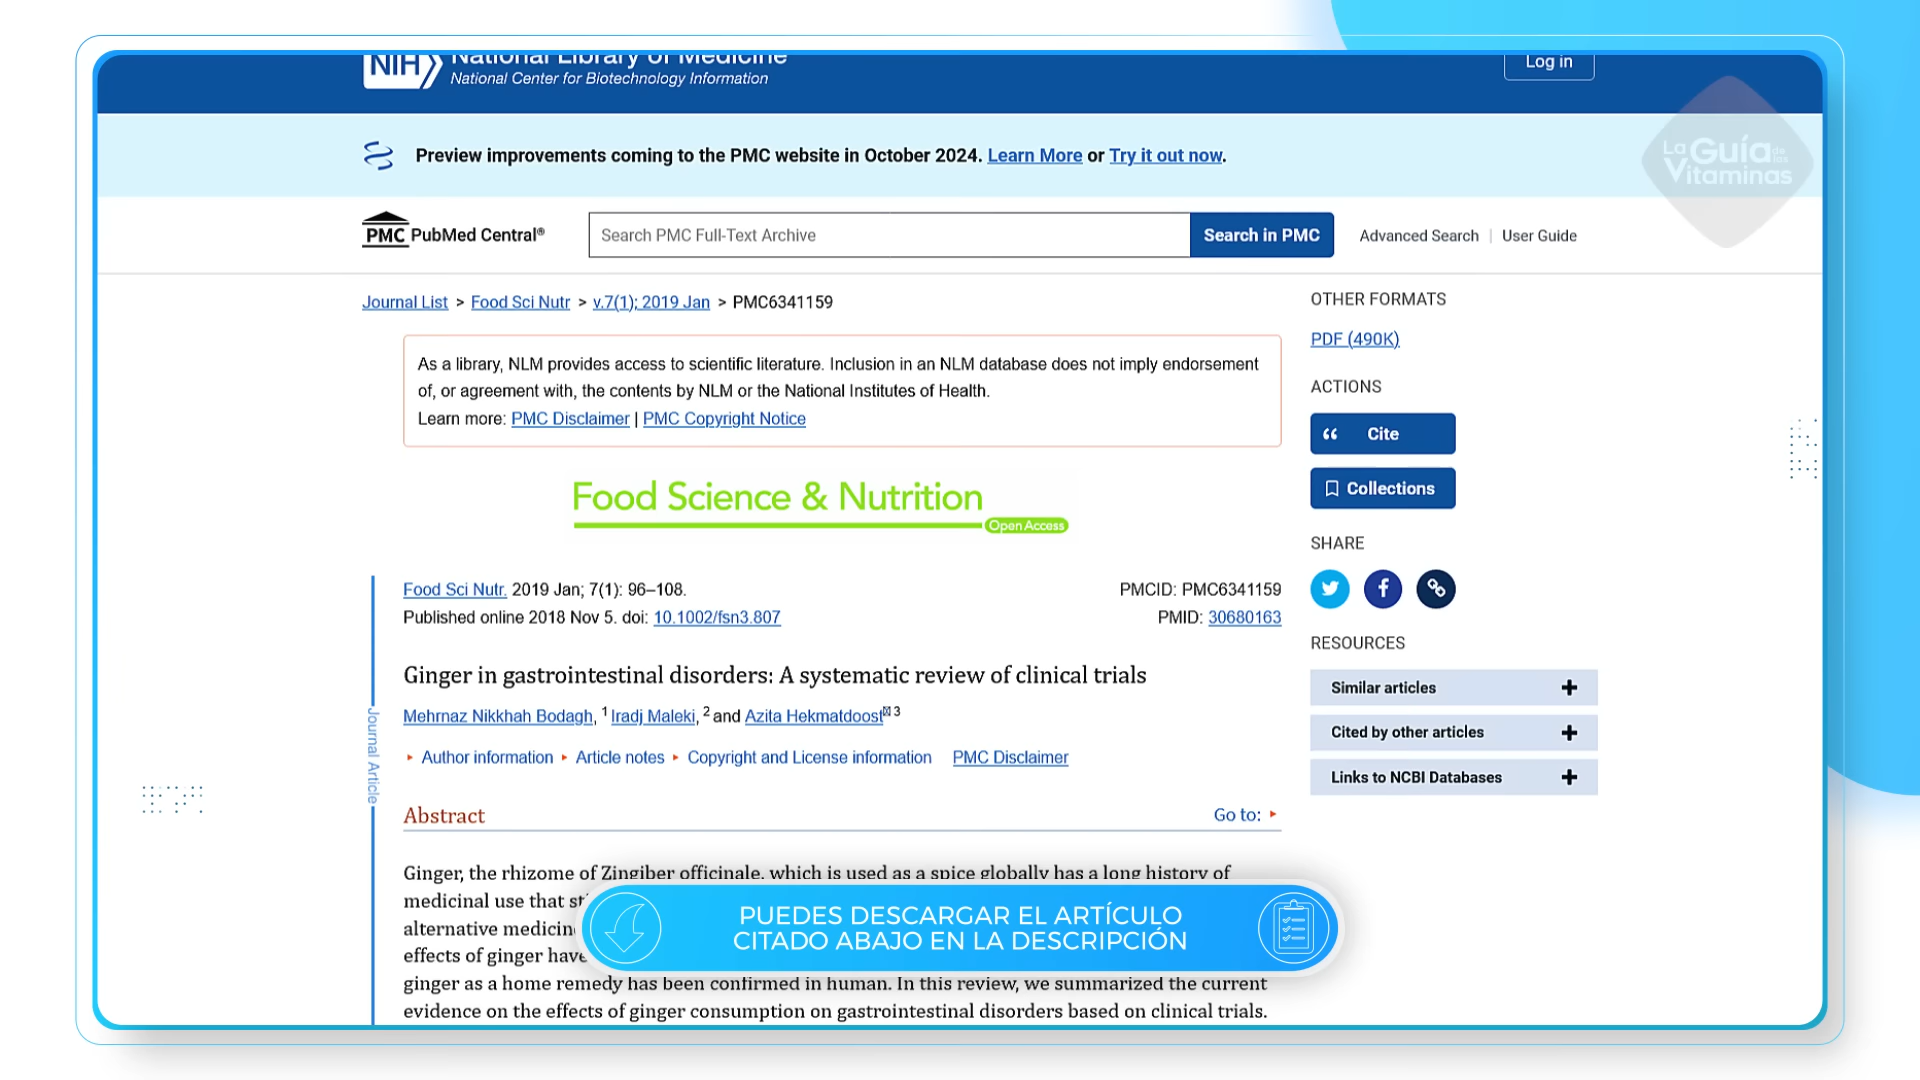 NIH National Library of Medicine
National Center for Biotechnology Information
Log in
Preview improvements coming to the PMC website in October 2024. Learn More or Try it out now.
La Guía de las Vitaminas
PMC PubMed Central®
Search PMC Full-Text Archive
Search in PMC
Advanced Search | User Guide
Journal List > Food Sci Nutr > v.7(1); 2019 Jan > PMC6341159
As a library, NLM provides access to scientific literature. Inclusion in an NLM database does not imply endorsement
of, or agreement with, the contents by NLM or the National Institutes of Health.
Learn more: PMC Disclaimer | PMC Copyright Notice
Food Science & Nutrition
Open Access
Food Sci Nutr. 2019 Jan; 7(1): 96–108.
Published online 2018 Nov 5. doi: 10.1002/fsn3.807
PMCID: PMC6341159
PMID: 30680163
Ginger in gastrointestinal disorders: A systematic review of clinical trials
Mehrnaz Nikkhah Bodagh, 1 Iradj Maleki, 2 and Azita Hekmatdoost 3
Author information Article notes Copyright and License information PMC Disclaimer
Journal Article
Abstract
Go to:
Ginger, the rhizome of Zingiber officinale, which is used as a spice globally has a long history of
medicinal use that
alternative
effects of ginger have
ginger as a home remedy has been confirmed in human. In this review, we summarized the current
evidence on the effects of ginger consumption on gastrointestinal disorders based on clinical trials.
PUEDES DESCARGAR EL ARTÍCULO
CITADO ABAJO EN LA DESCRIPCIÓN
OTHER FORMATS
PDF (490K)
ACTIONS
Cite
Collections
SHARE
RESOURCES
Similar articles
Cited by other articles
Links to NCBI Databases